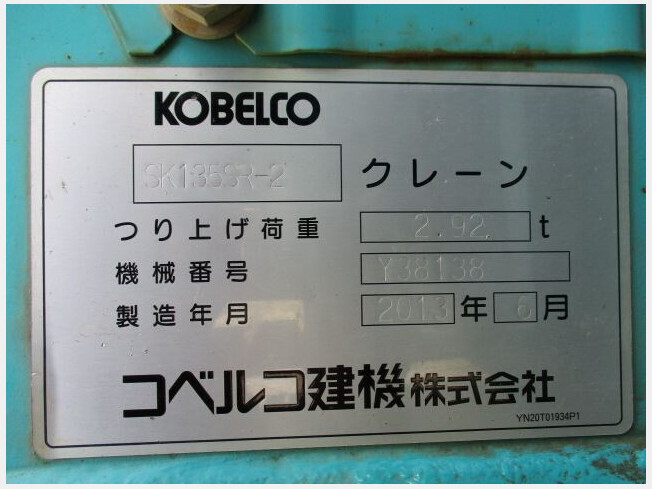 KOBELCO
SK135SR-2 クレーン
つり上げ荷重 2.92 t
機械番号 Y38138
製造年月 2013 年 6 月
コベルコ建機株式会社
YN20T01934P1